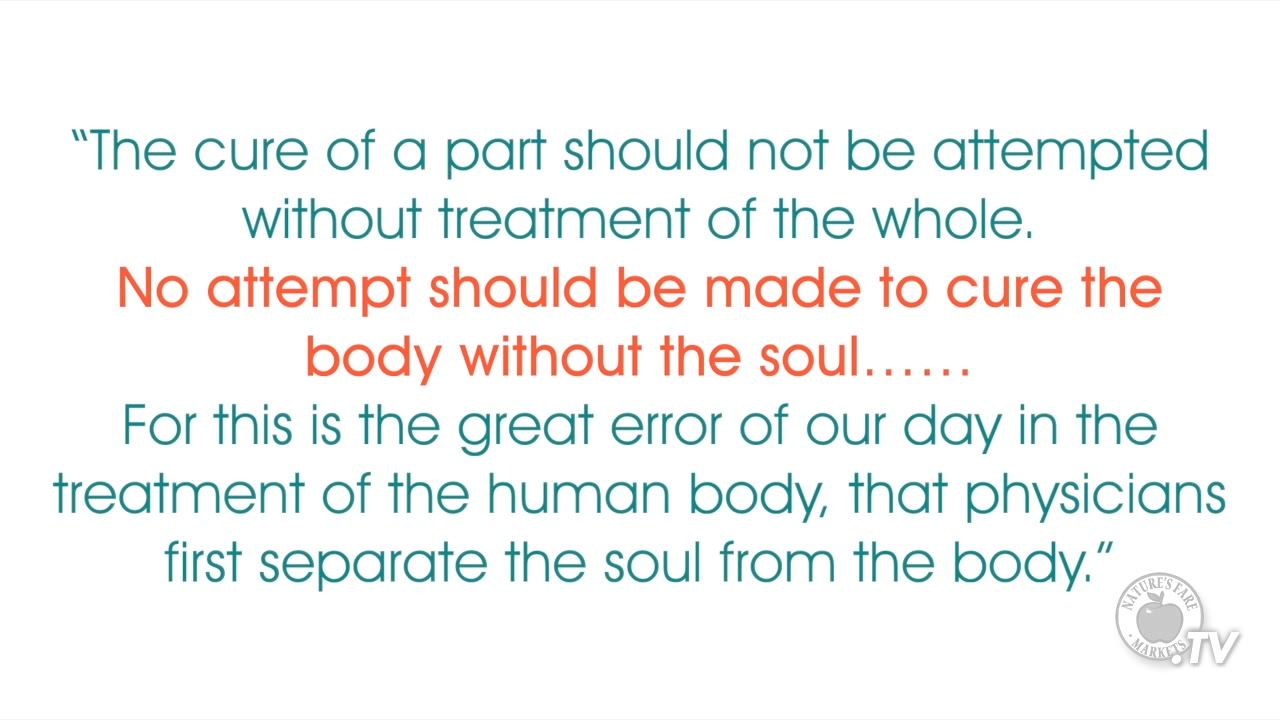 “The cure of a part should not be attempted
without treatment of the whole.
No attempt should be made to cure the
body without the soul......
For this is the great error of our day in the
treatment of the human body, that physicians
first separate the soul from the body.”
NATURE'S FARE
· MARKETS ·
.TV